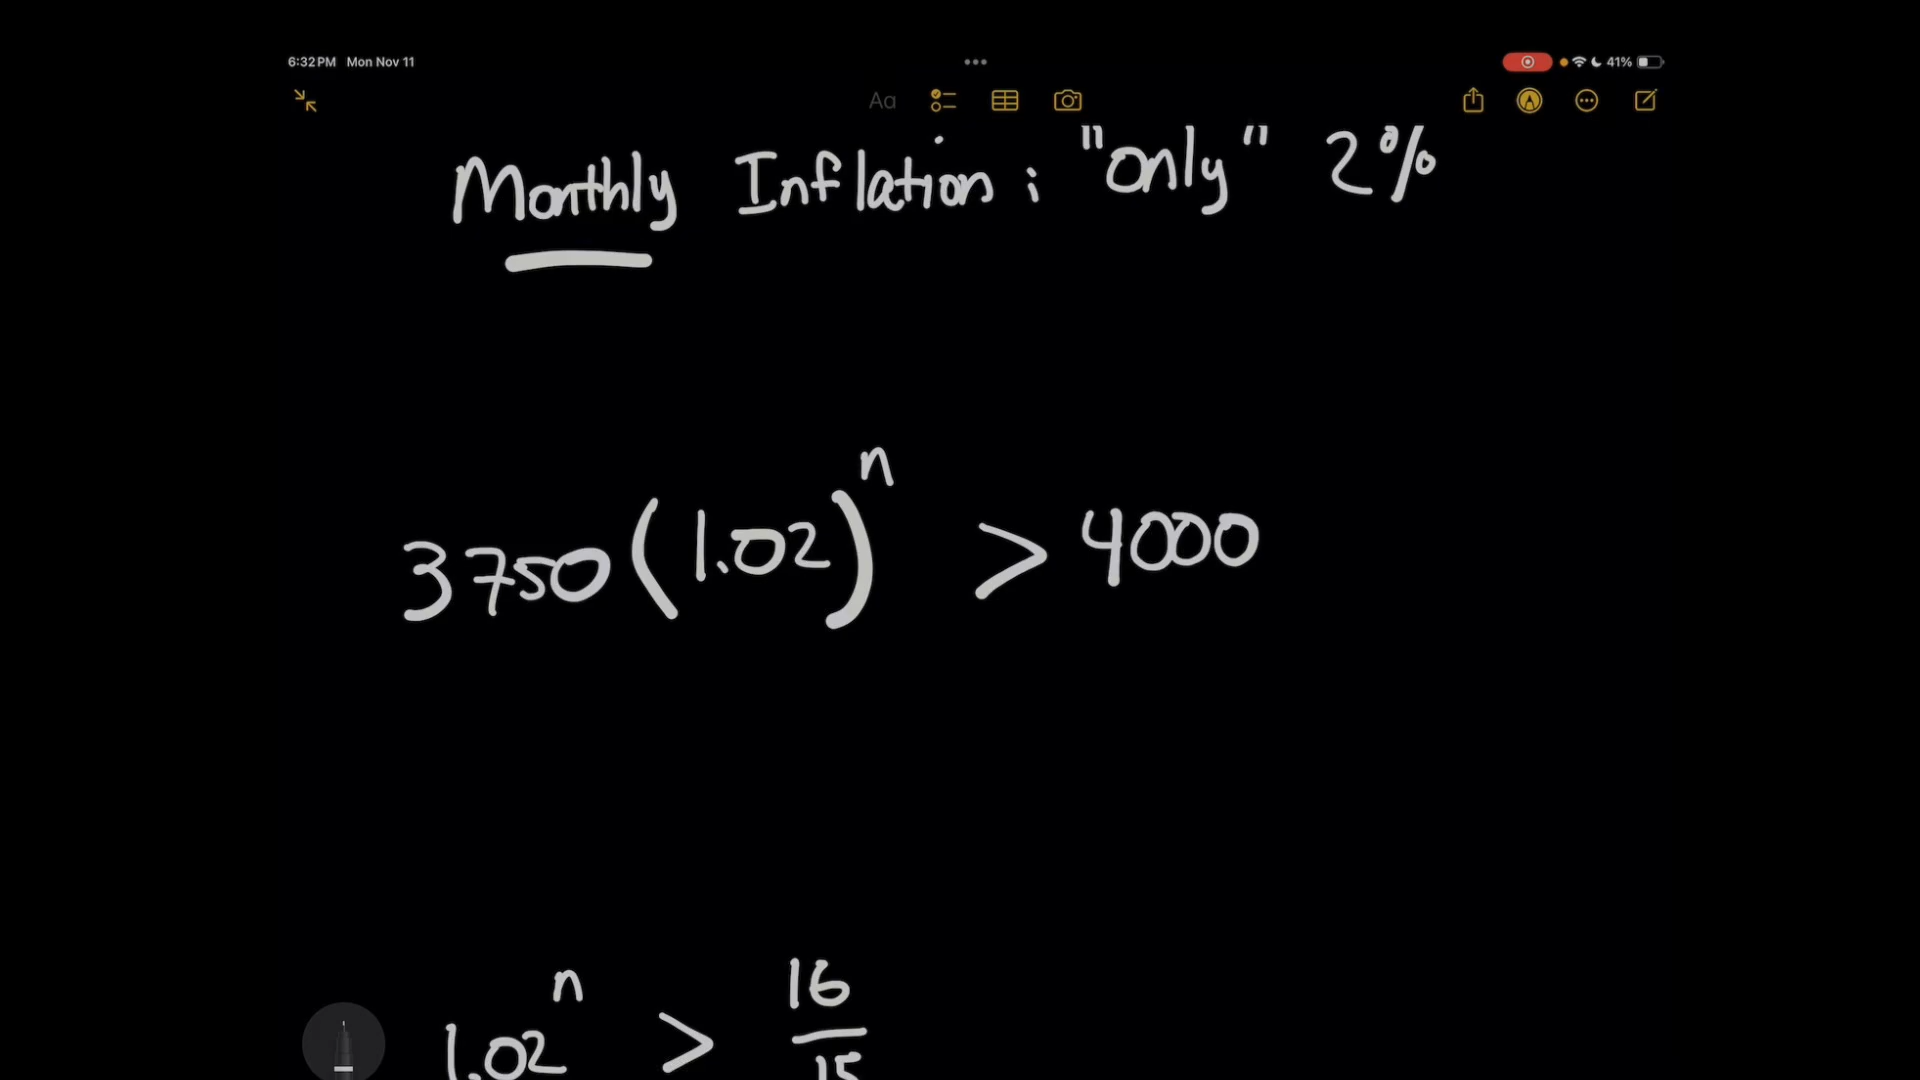 6:32 PM Mon Nov 11
41%
Aa
Monthly Inflation : "only" 2%
3750 (1.02)^n > 4000
1.02^n > 16/15